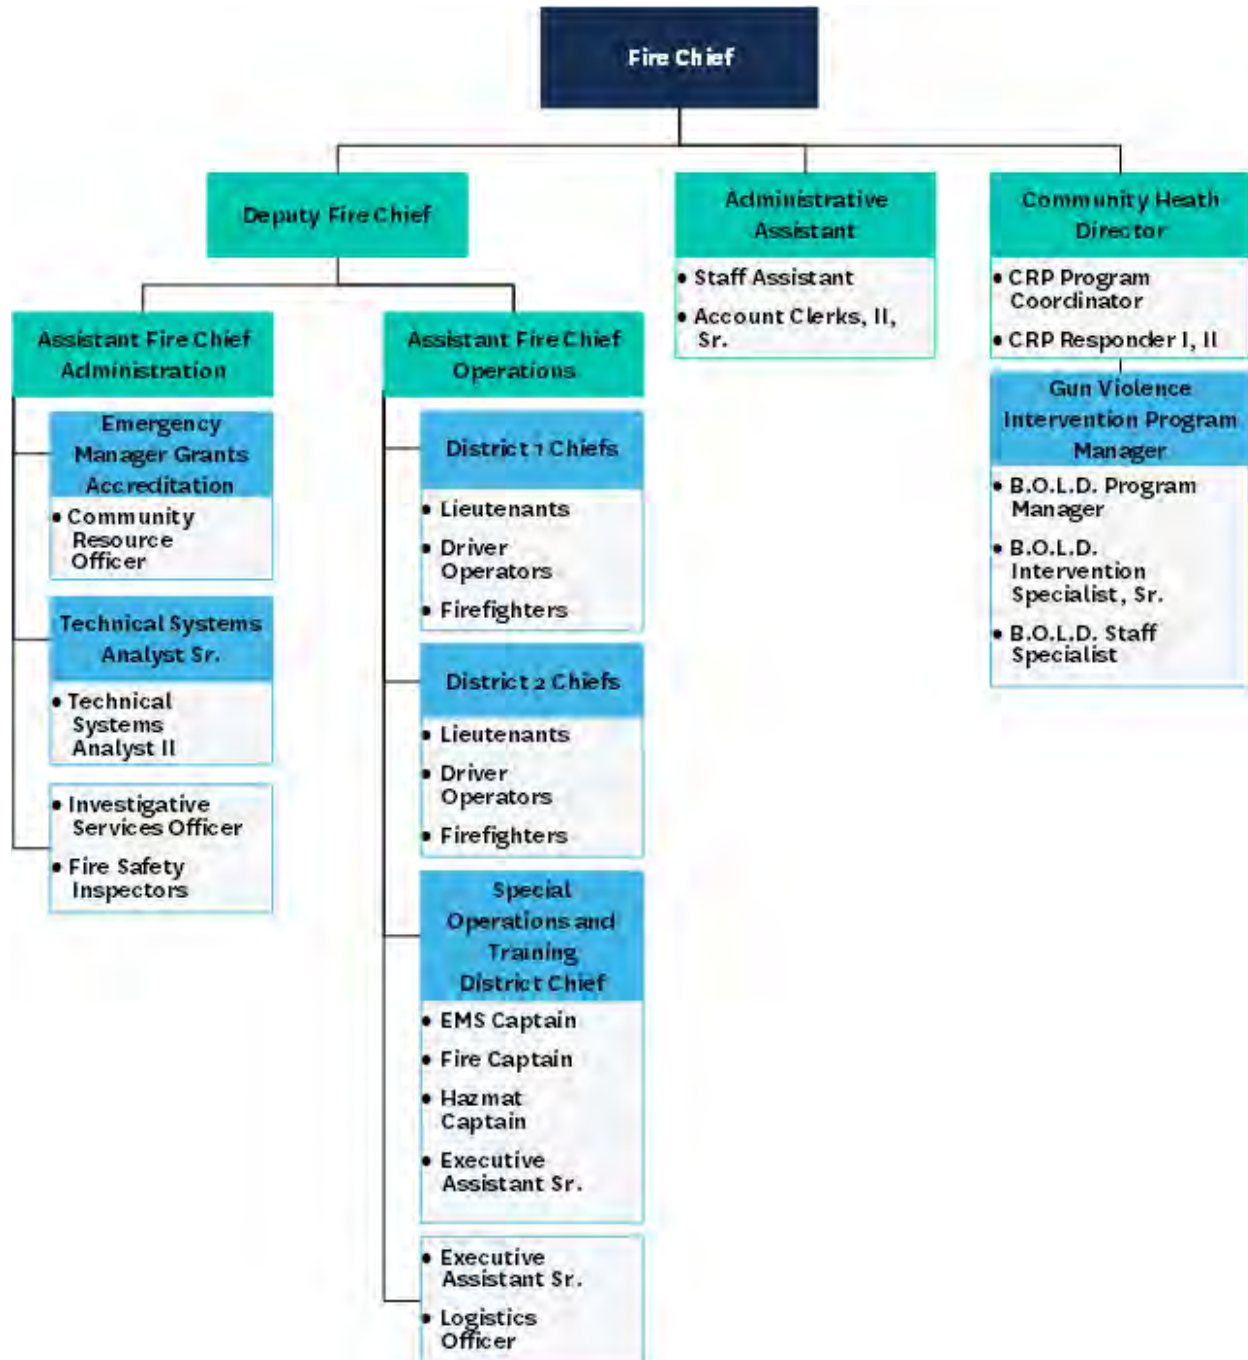 Fire Chief
Deputy Fire Chief
Administrative
Assistant
• Staff Assistant
• Account Clerks, II,
Sr.
Community Heath
Director
• CRP Program
Coordinator
• CRP Responder I, II
Gun Violence
Intervention Program
Manager
• B.O.L.D. Program
Manager
• B.O.L.D.
Intervention
Specialist, Sr.
• B.O.L.D. Staff
Specialist
Assistant Fire Chief
Administration
Emergency
Manager Grants
Accreditation
• Community
Resource
Officer
Technical Systems
Analyst Sr.
• Technical
Systems
Analyst II
• Investigative
Services Officer
• Fire Safety
Inspectors
Assistant Fire Chief
Operations
District 1 Chiefs
• Lieutenants
• Driver
Operators
• Firefighters
District 2 Chiefs
• Lieutenants
• Driver
Operators
• Firefighters
Special
Operations and
Training
District Chief
• EMS Captain
• Fire Captain
• Hazmat
Captain
• Executive
Assistant Sr.
• Executive
Assistant Sr.
• Logistics
Officer